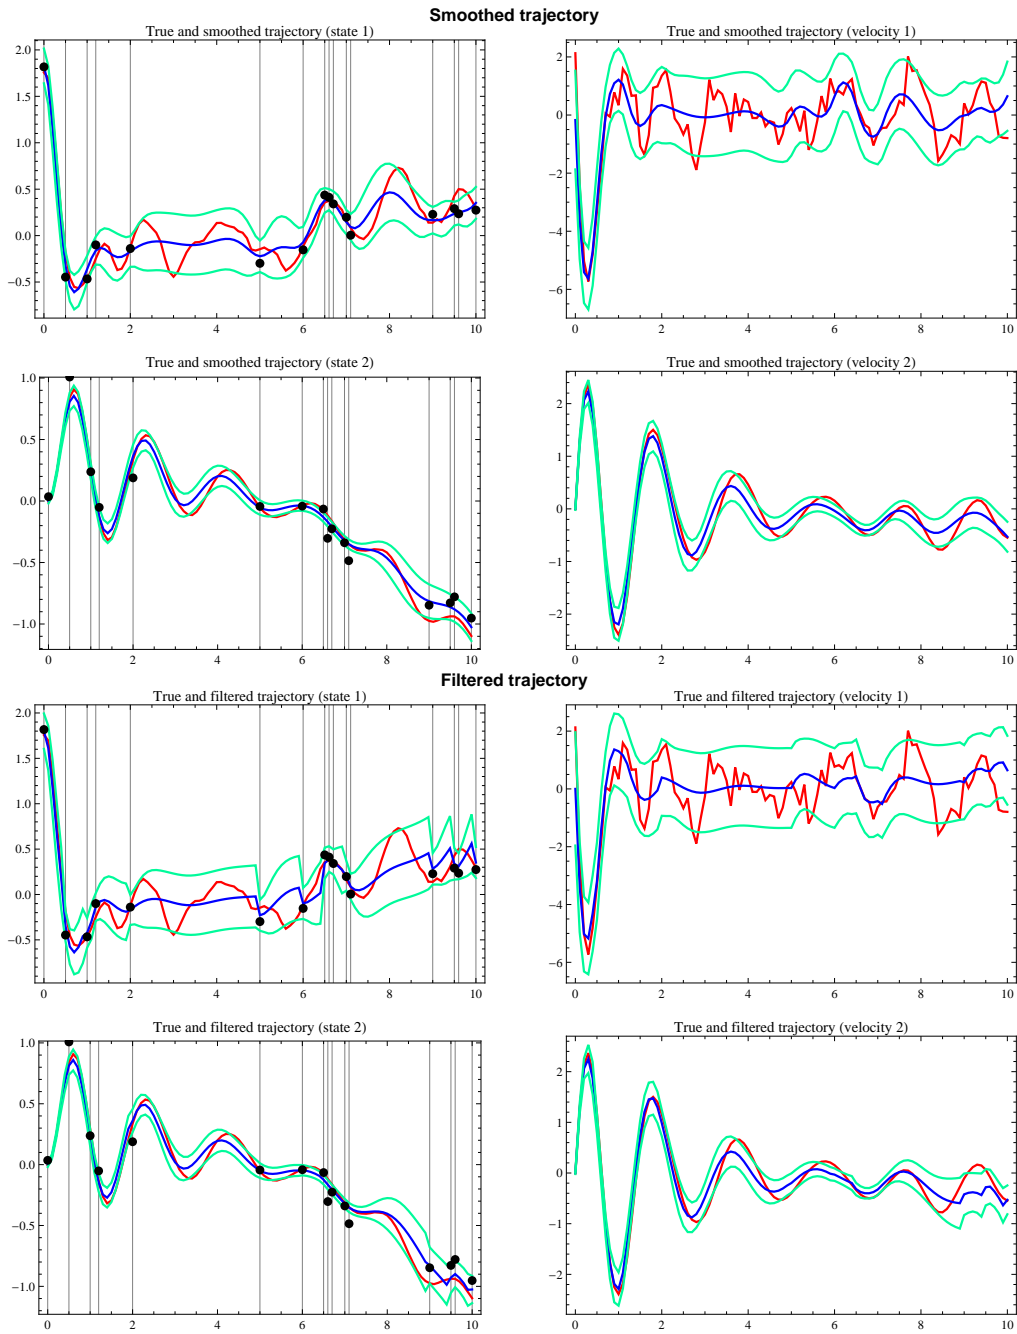 Smoothed trajectory
True and smoothed trajectory (state 1)
2.0
1.5
1.0
0.5
0.0
−0.5
0 2 4 6 8 10
True and smoothed trajectory (velocity 1)
2
0
−2
−4
−6
0 2 4 6 8 10
True and smoothed trajectory (state 2)
1.0
0.5
0.0
−0.5
−1.0
0 2 4 6 8 10
True and smoothed trajectory (velocity 2)
2
1
0
−1
−2
0 2 4 6 8 10
Filtered trajectory
True and filtered trajectory (state 1)
2.0
1.5
1.0
0.5
0.0
−0.5
0 2 4 6 8 10
True and filtered trajectory (velocity 1)
2
0
−2
−4
−6
0 2 4 6 8 10
True and filtered trajectory (state 2)
1.0
0.5
0.0
−0.5
−1.0
0 2 4 6 8 10
True and filtered trajectory (velocity 2)
2
1
0
−1
−2
0 2 4 6 8 10